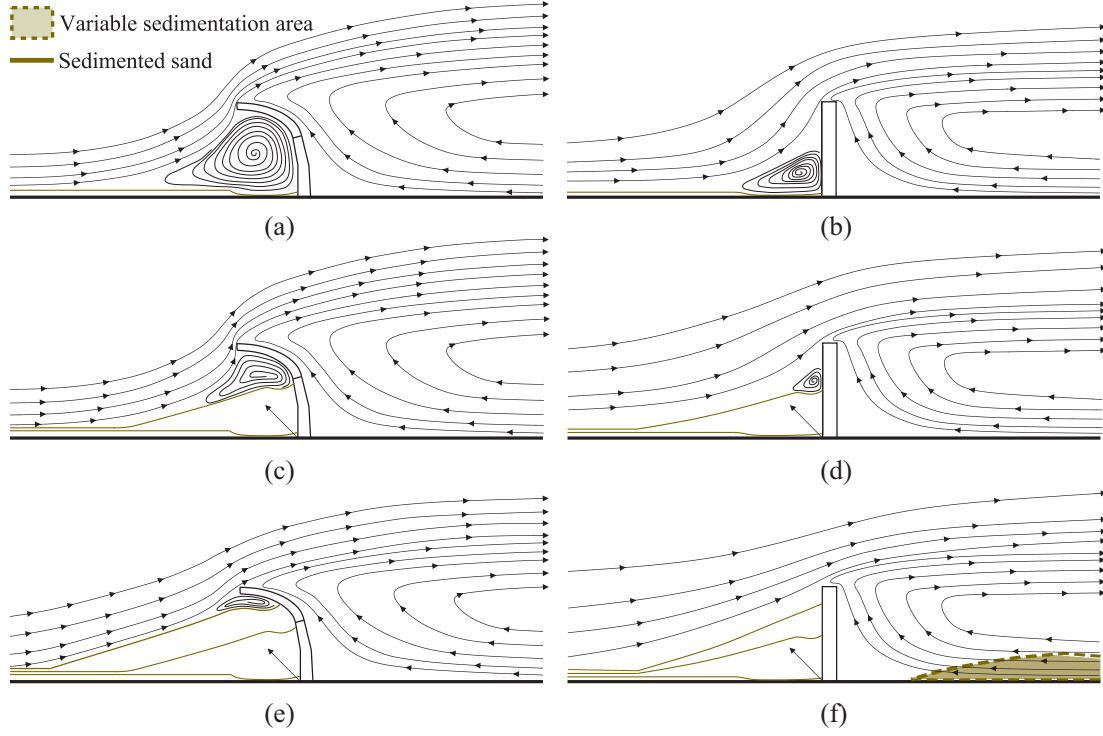 Variable sedimentation area
Sedimented sand
(a)
(b)
(c)
(d)
(e)
(f)